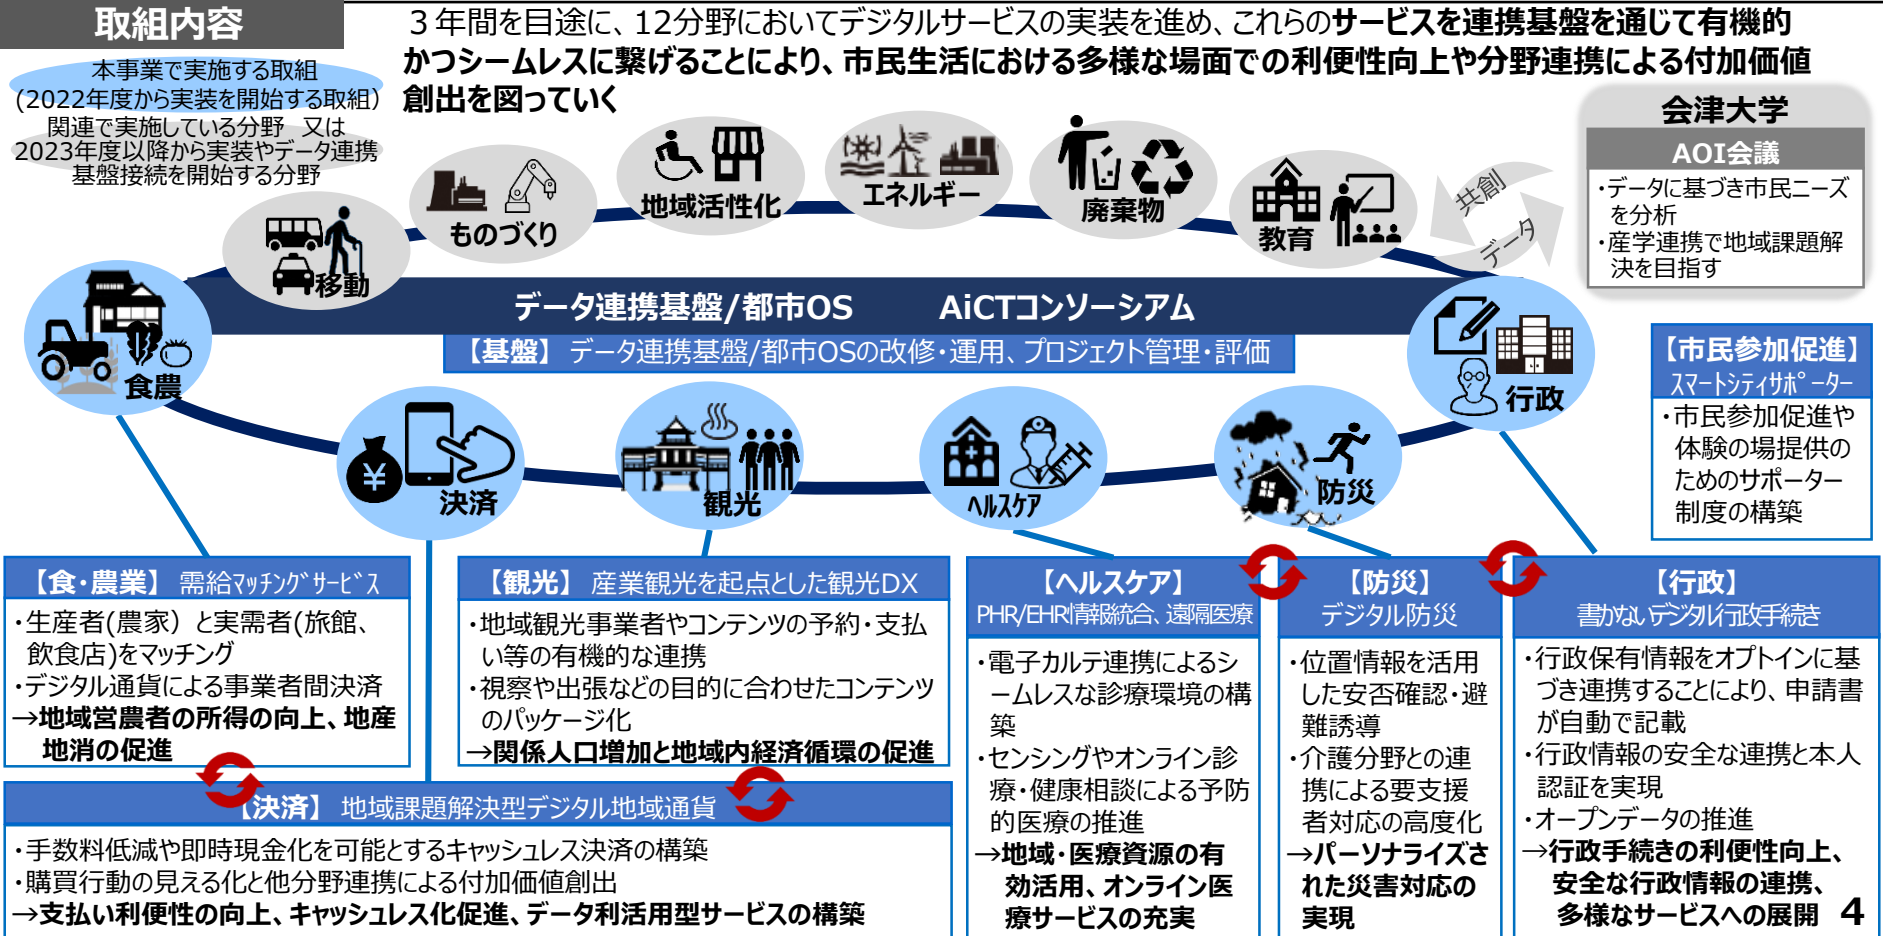 取組内容
３年間を目途に、12分野においてデジタルサービスの実装を進め、これらのサービスを連携基盤を通じて有機的
かつシームレスに繋げることにより、市民生活における多様な場面での利便性向上や分野連携による付加価値
創出を図っていく
本事業で実施する取組
(2022年度から実装を開始する取組)
関連で実施している分野 又は
2023年度以降から実装やデータ連携
基盤接続を開始する分野
移動
ものづくり
地域活性化
エネルギー
廃棄物
教育
共創
データ
会津大学
AOI会議
・データに基づき市民ニーズ
を分析
・産学連携で地域課題解
決を目指す
データ連携基盤/都市OS AiCTコンソーシアム
【基盤】データ連携基盤/都市OSの改修・運用、プロジェクト管理・評価
食農
¥
決済
観光
ヘルスケア
防災
行政
【市民参加促進】
スマートシティサポーター
・市民参加促進や
体験の場提供の
ためのサポーター
制度の構築
【食・農業】需給マッチングサービス
・生産者(農家）と実需者(旅館、
飲食店)をマッチング
・デジタル通貨による事業者間決済
→地域営農者の所得の向上、地産
地消の促進
【観光】産業観光を起点とした観光DX
・地域観光事業者やコンテンツの予約・支払
い等の有機的な連携
・視察や出張などの目的に合わせたコンテンツ
のパッケージ化
→関係人口増加と地域内経済循環の促進
【決済】地域課題解決型デジタル地域通貨
・手数料低減や即時現金化を可能とするキャッシュレス決済の構築
・購買行動の見える化と他分野連携による付加価値創出
→支払い利便性の向上、キャッシュレス化促進、データ利活用型サービスの構築
【ヘルスケア】
PHR/EHR情報統合、遠隔医療
・電子カルテ連携によるシ
ームレスな診療環境の構
築
・センシングやオンライン診
療・健康相談による予防
的医療の推進
→地域・医療資源の有
効活用、オンライン医
療サービスの充実
【防災】
デジタル防災
・位置情報を活用
した安否確認・避
難誘導
・介護分野との連
携による要支援
者対応の高度化
→パーソナライズさ
れた災害対応の
実現
【行政】
書かないデジタル行政手続き
・行政保有情報をオプトインに基
づき連携することにより、申請書
が自動で記載
・行政情報の安全な連携と本人
認証を実現
・オープンデータの推進
→行政手続きの利便性向上、
安全な行政情報の連携、
多様なサービスへの展開
4